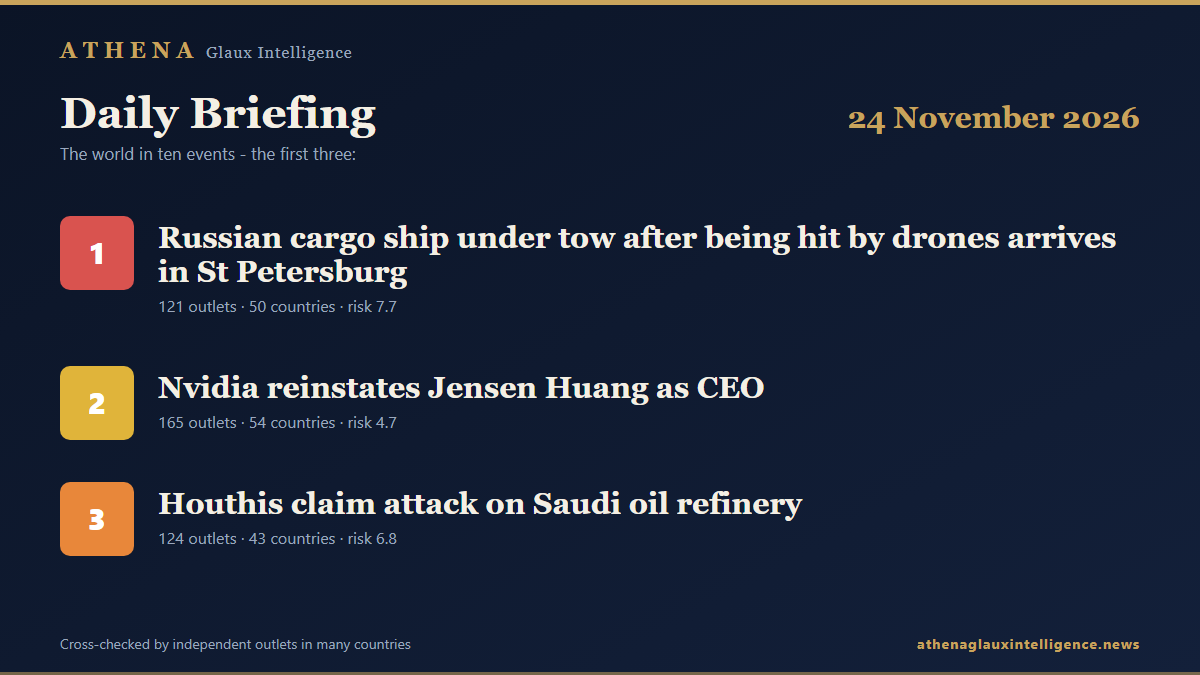 ATHENA Glaux Intelligence
Daily Briefing
24 November 2026
The world in ten events - the first three:
1
Russian cargo ship under tow after being hit by drones arrives
in St Petersburg
121 outlets · 50 countries · risk 7.7
2
Nvidia reinstates Jensen Huang as CEO
165 outlets · 54 countries · risk 4.7
3
Houthis claim attack on Saudi oil refinery
124 outlets · 43 countries · risk 6.8
Cross-checked by independent outlets in many countries
athenaglauxintelligence.news